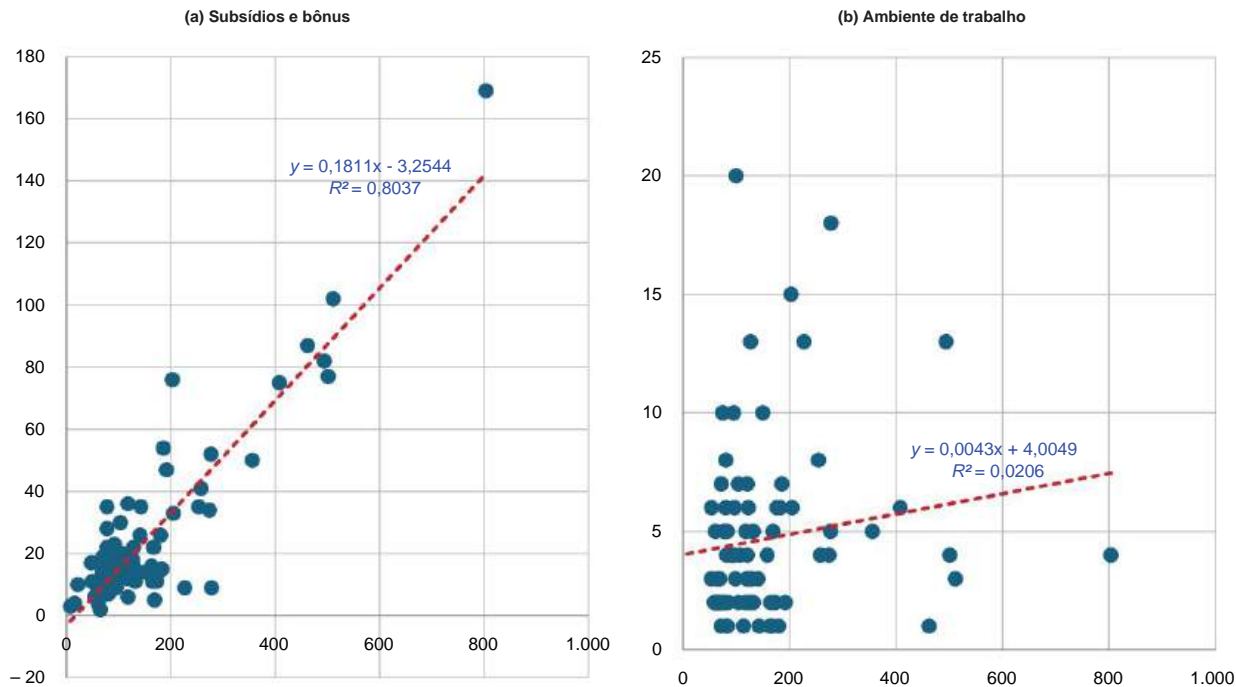 (a) Subsídios e bônus
180
160
140
120
100
80
60
40
20
0
– 20
y = 0,1811x - 3,2544
R² = 0,8037
0 200 400 600 800 1.000
(b) Ambiente de trabalho
25
20
15
10
5
0
y = 0,0043x + 4,0049
R² = 0,0206
0 200 400 600 800 1.000